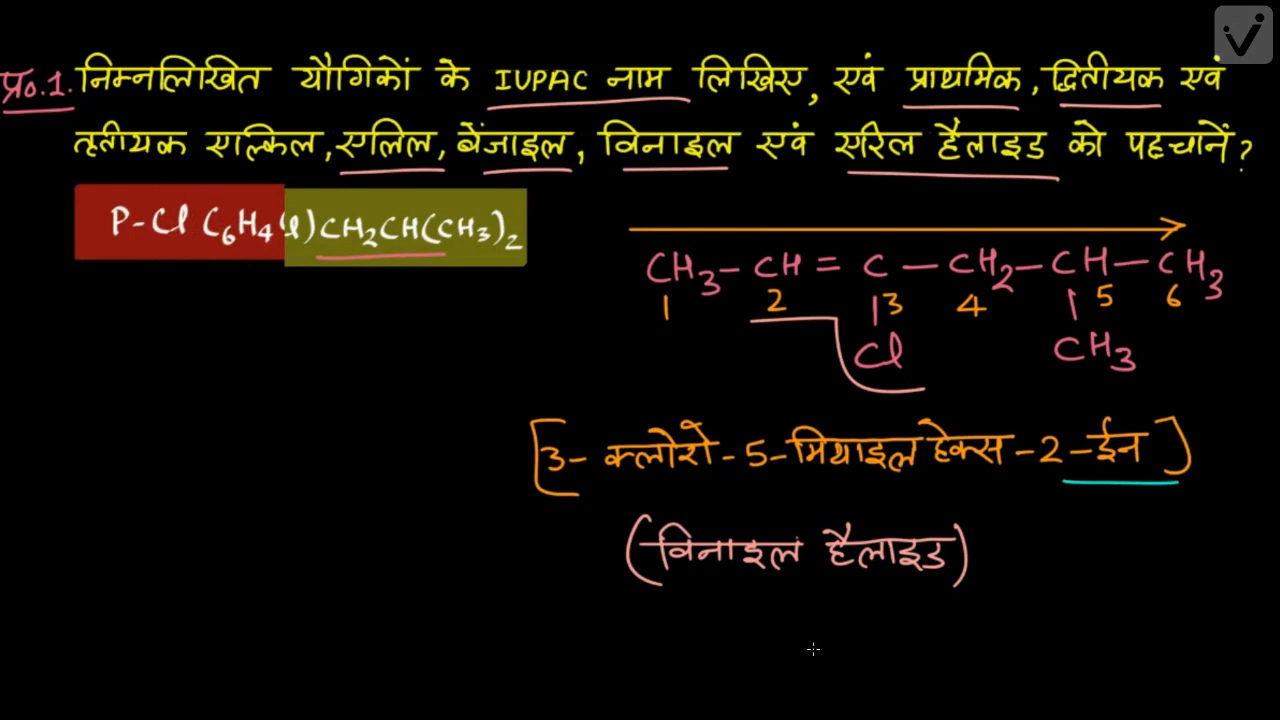 प्र०.1. निम्नलिखित यौगिकों के IUPAC नाम लिखिए, एवं प्राथमिक, द्वितीयक एवं
तृतीयक एल्किल, एलिल, बेंजाइल, विनाइल एवं एरिल हैलाइड को पहचानें?
P-Cl C₆H₄ CH₂CH(CH₃)₂
CH₃-CH=C-CH₂-CH-CH₃
1 2 3 4 5 6
Cl CH₃
[3-क्लोरो-5-मिथाइल हेक्स-2-ईन]
(विनाइल हैलाइड)